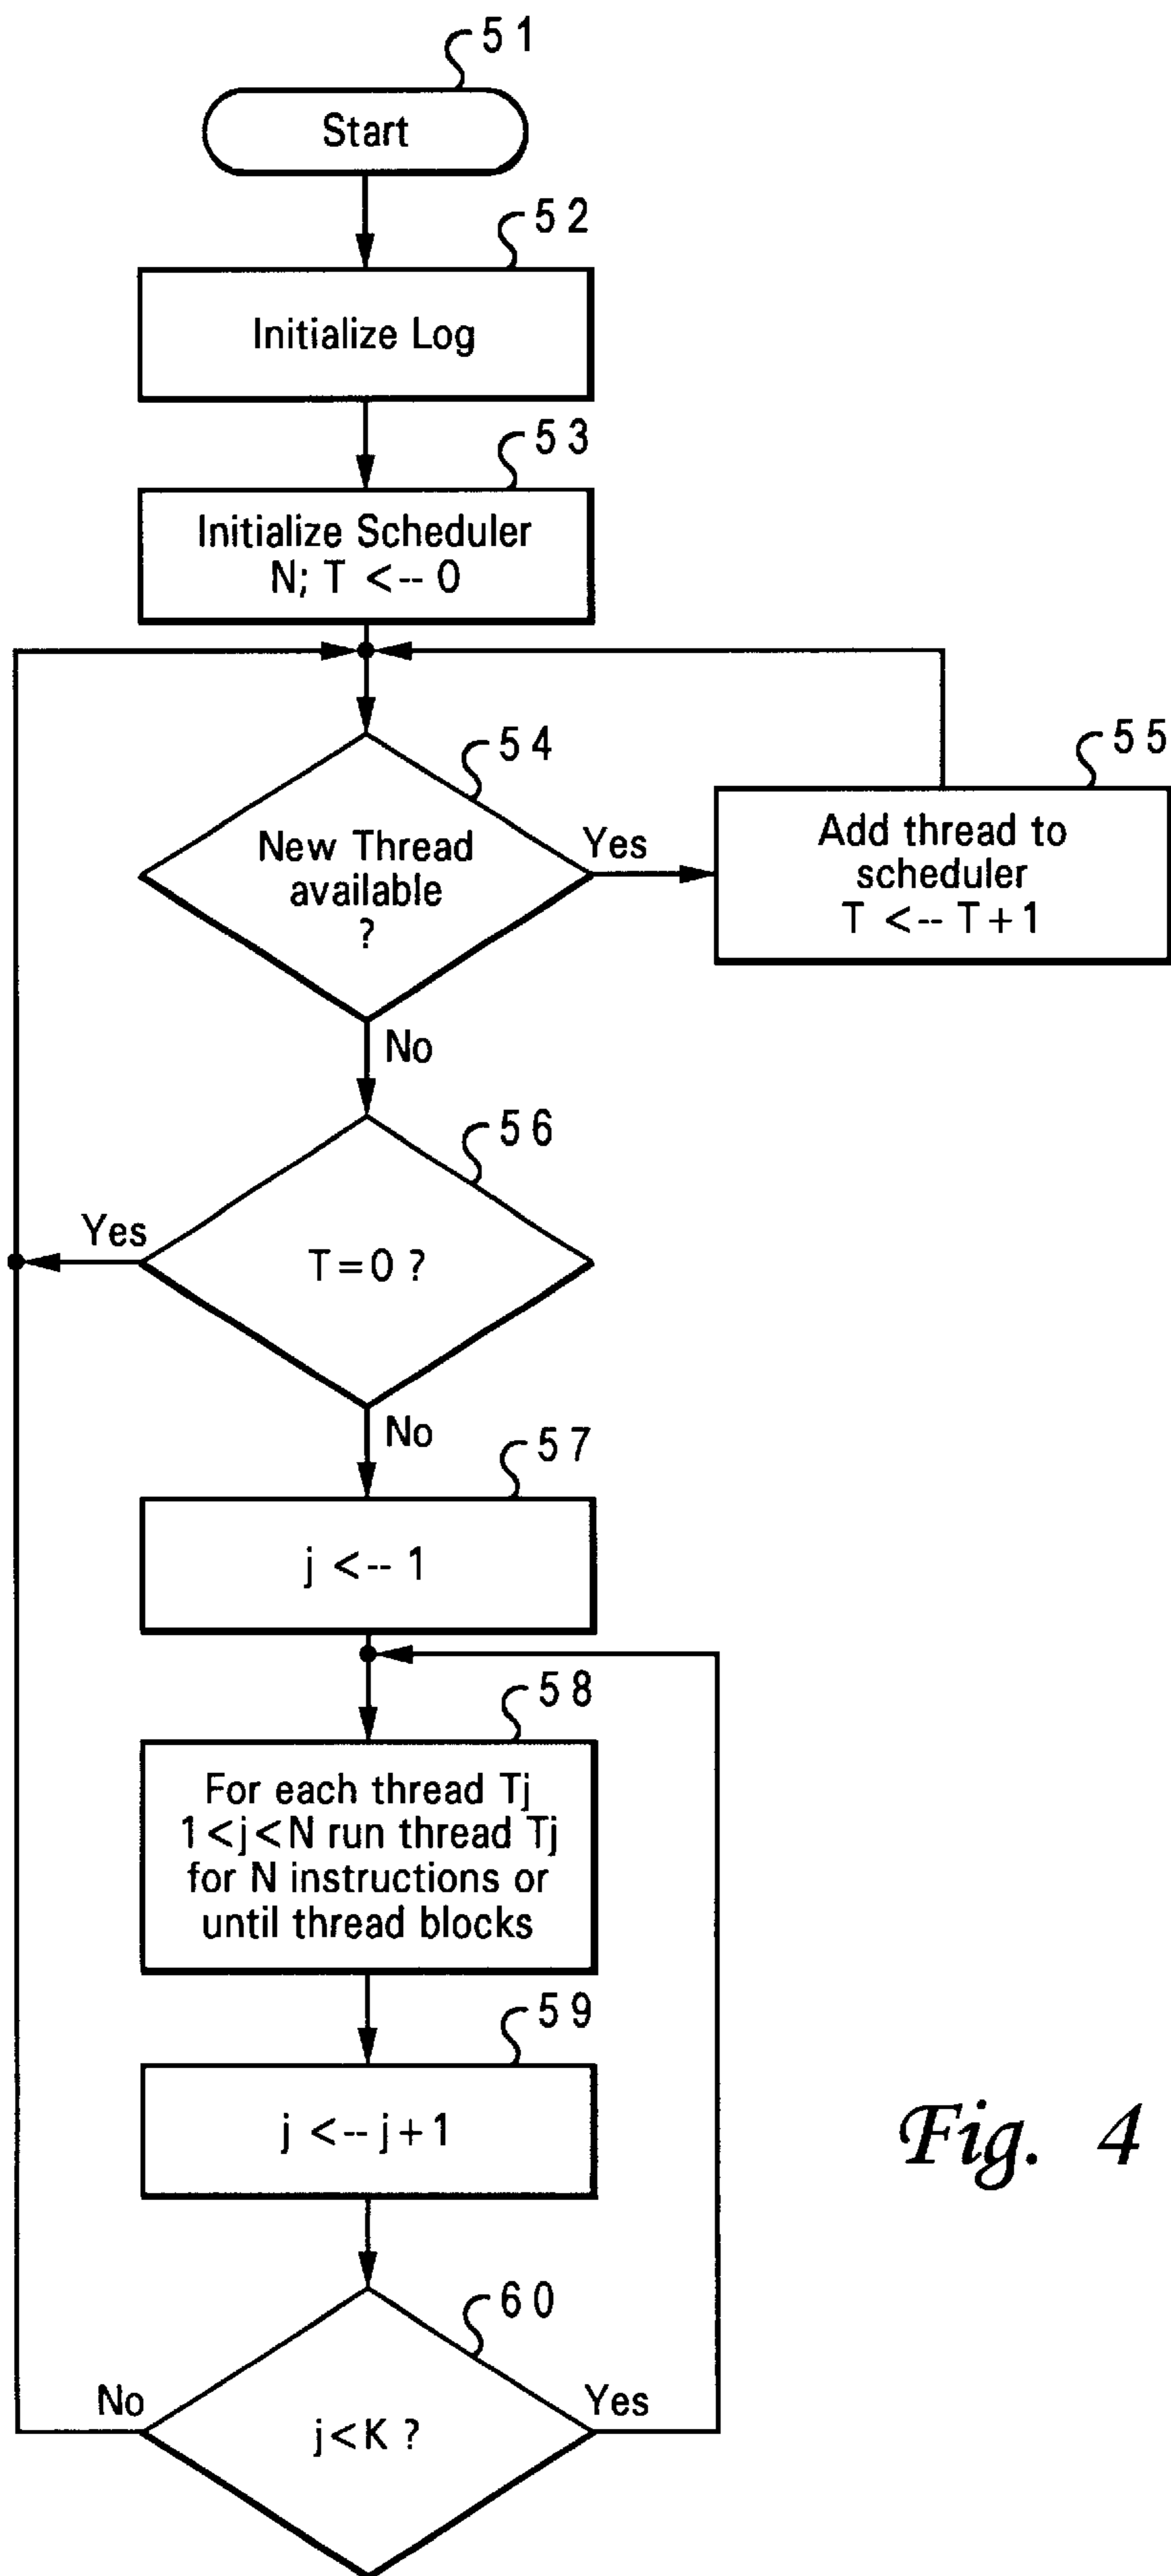 51
Start
52
Initialize Log
53
Initialize Scheduler
N; T <-- 0
54
New Thread
available
?
Yes
55
Add thread to
scheduler
T <-- T+1
No
56
Yes
T=0 ?
No
57
j <-- 1
58
For each thread Tj
1<j<N run thread Tj
for N instructions or
until thread blocks
59
j <-- j+1
Fig. 4
60
No
j<K ?
Yes